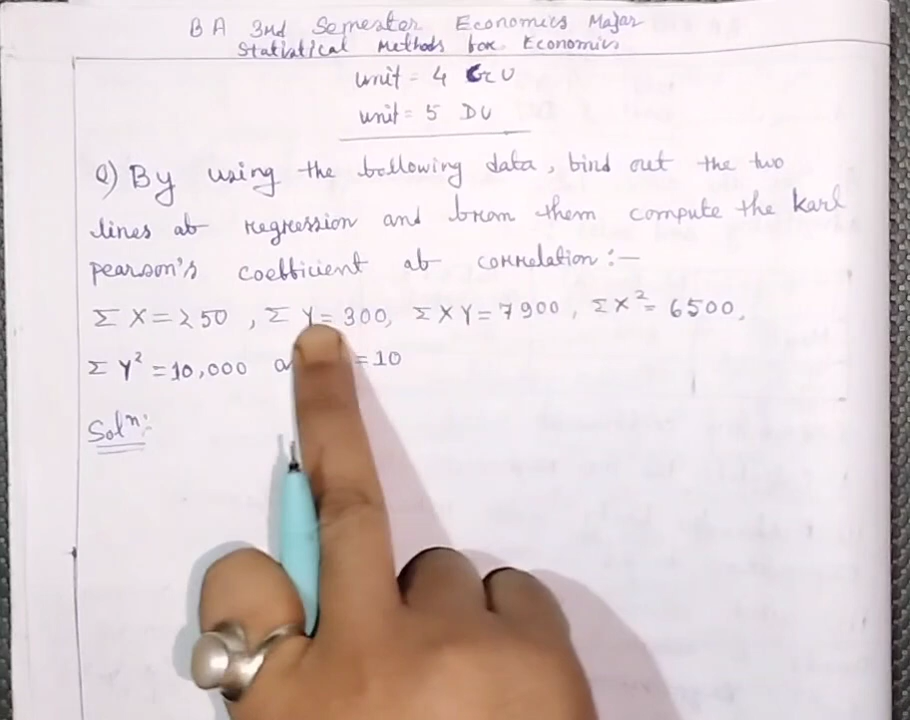 BA 3rd Semester Economics Major
Statistical Methods for Economics
unit = 4 GU
unit = 5 DU
Q) By using the following data, find out the two
lines of regression and from them compute the karl
pearson's coefficient of correlation :-
Σ X = 250, Σ Y = 300, Σ XY = 7900, Σ X² = 6500,
Σ Y² = 10,000 = 10
Solⁿ:-